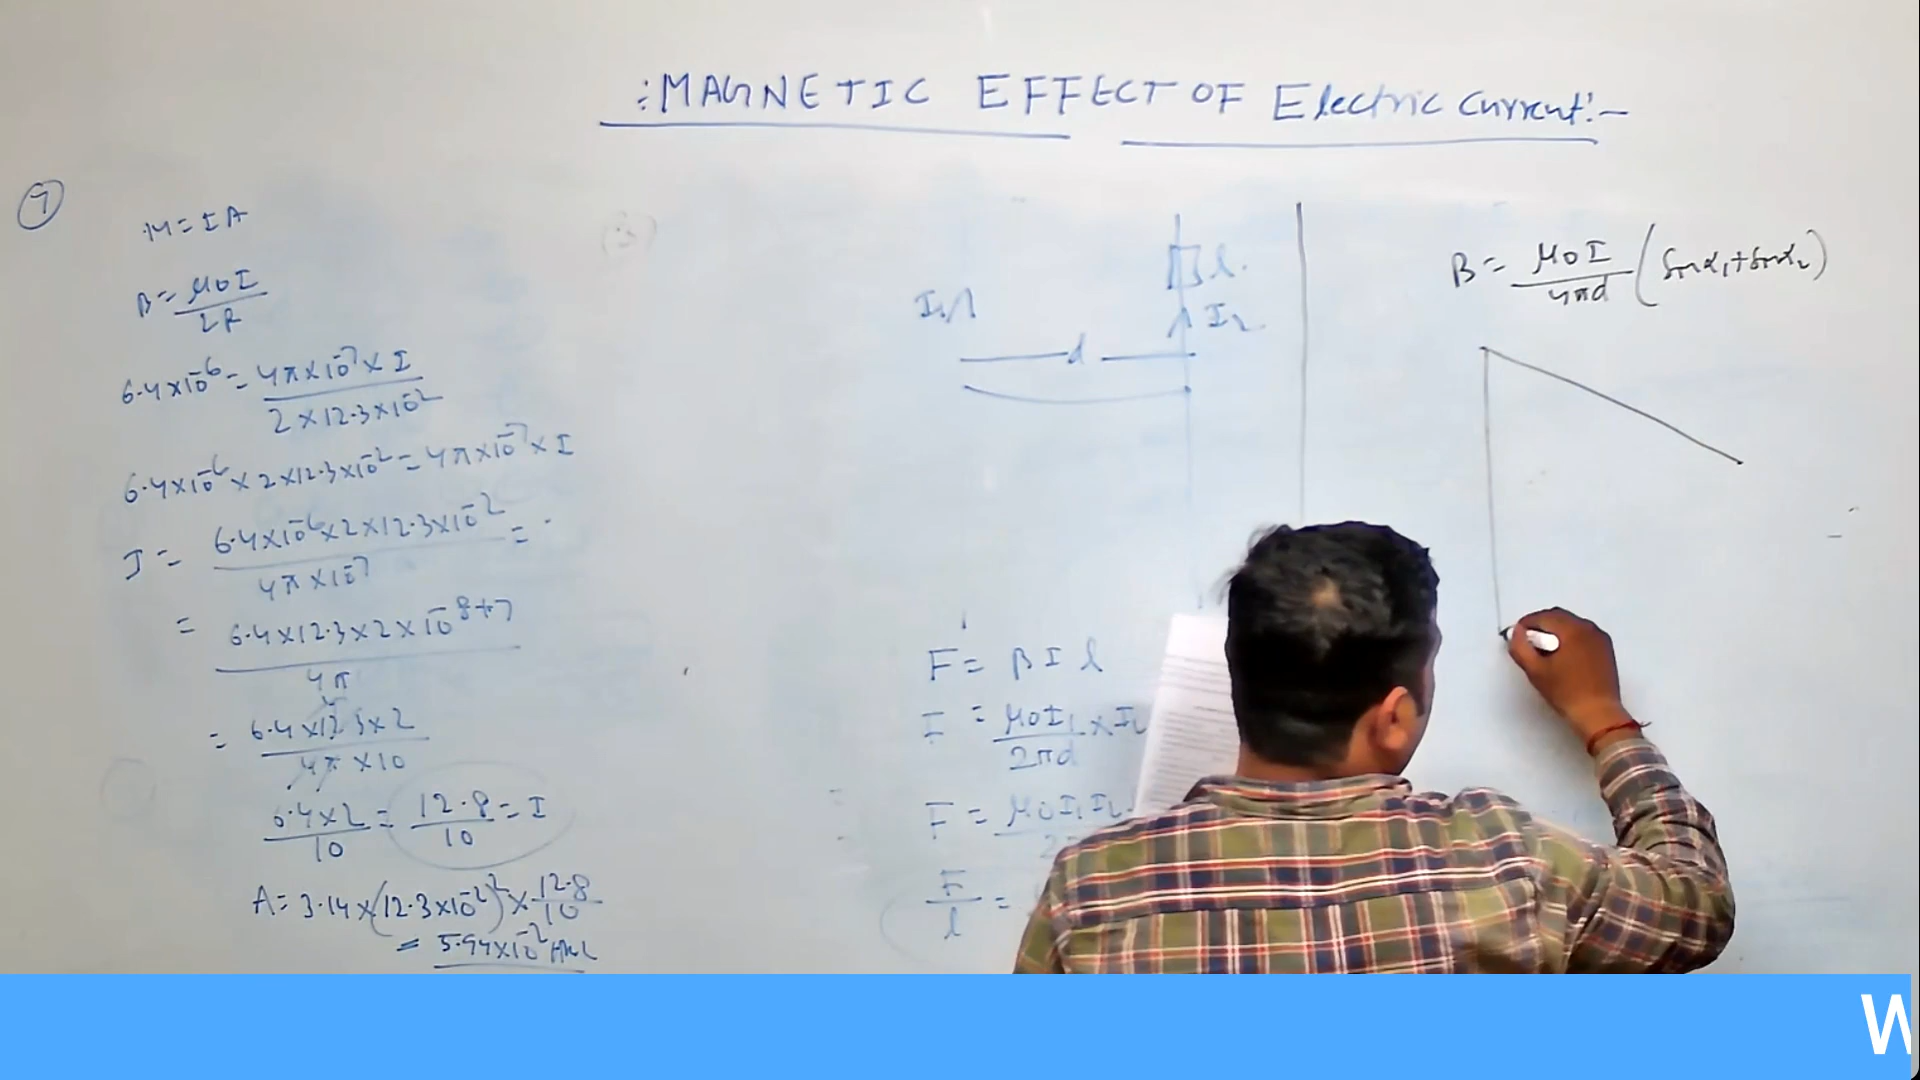 :MAGNETIC EFFECT OF Electric Current:-
7
M = IA
B = μ0I / 2R
6.4×10⁻⁶ = 4π×10⁻⁷×I / 2×12.3×10⁻²
6.4×10⁻⁶×2×12.3×10⁻² = 4π×10⁻⁷×I
I = 6.4×10⁻⁶×2×12.3×10⁻² / 4π×10⁻⁷ =
= 6.4×12.3×2×10⁻⁸⁺⁷ / 4π
= 6.4×12.3×2 / 4π×10
6.4×2 / 10 = 12.8 / 10 = I
A = 3.14×(12.3×10⁻²)²×12.8 / 10
= 5.94×10⁻² Am2
l.
I1
I2
d
F = BIl
F = μ0I1 / 2πd × I2
F = μ0I1I2
F / l =
B = μ0I / 4πd (Sinα1+Sinα2)
W